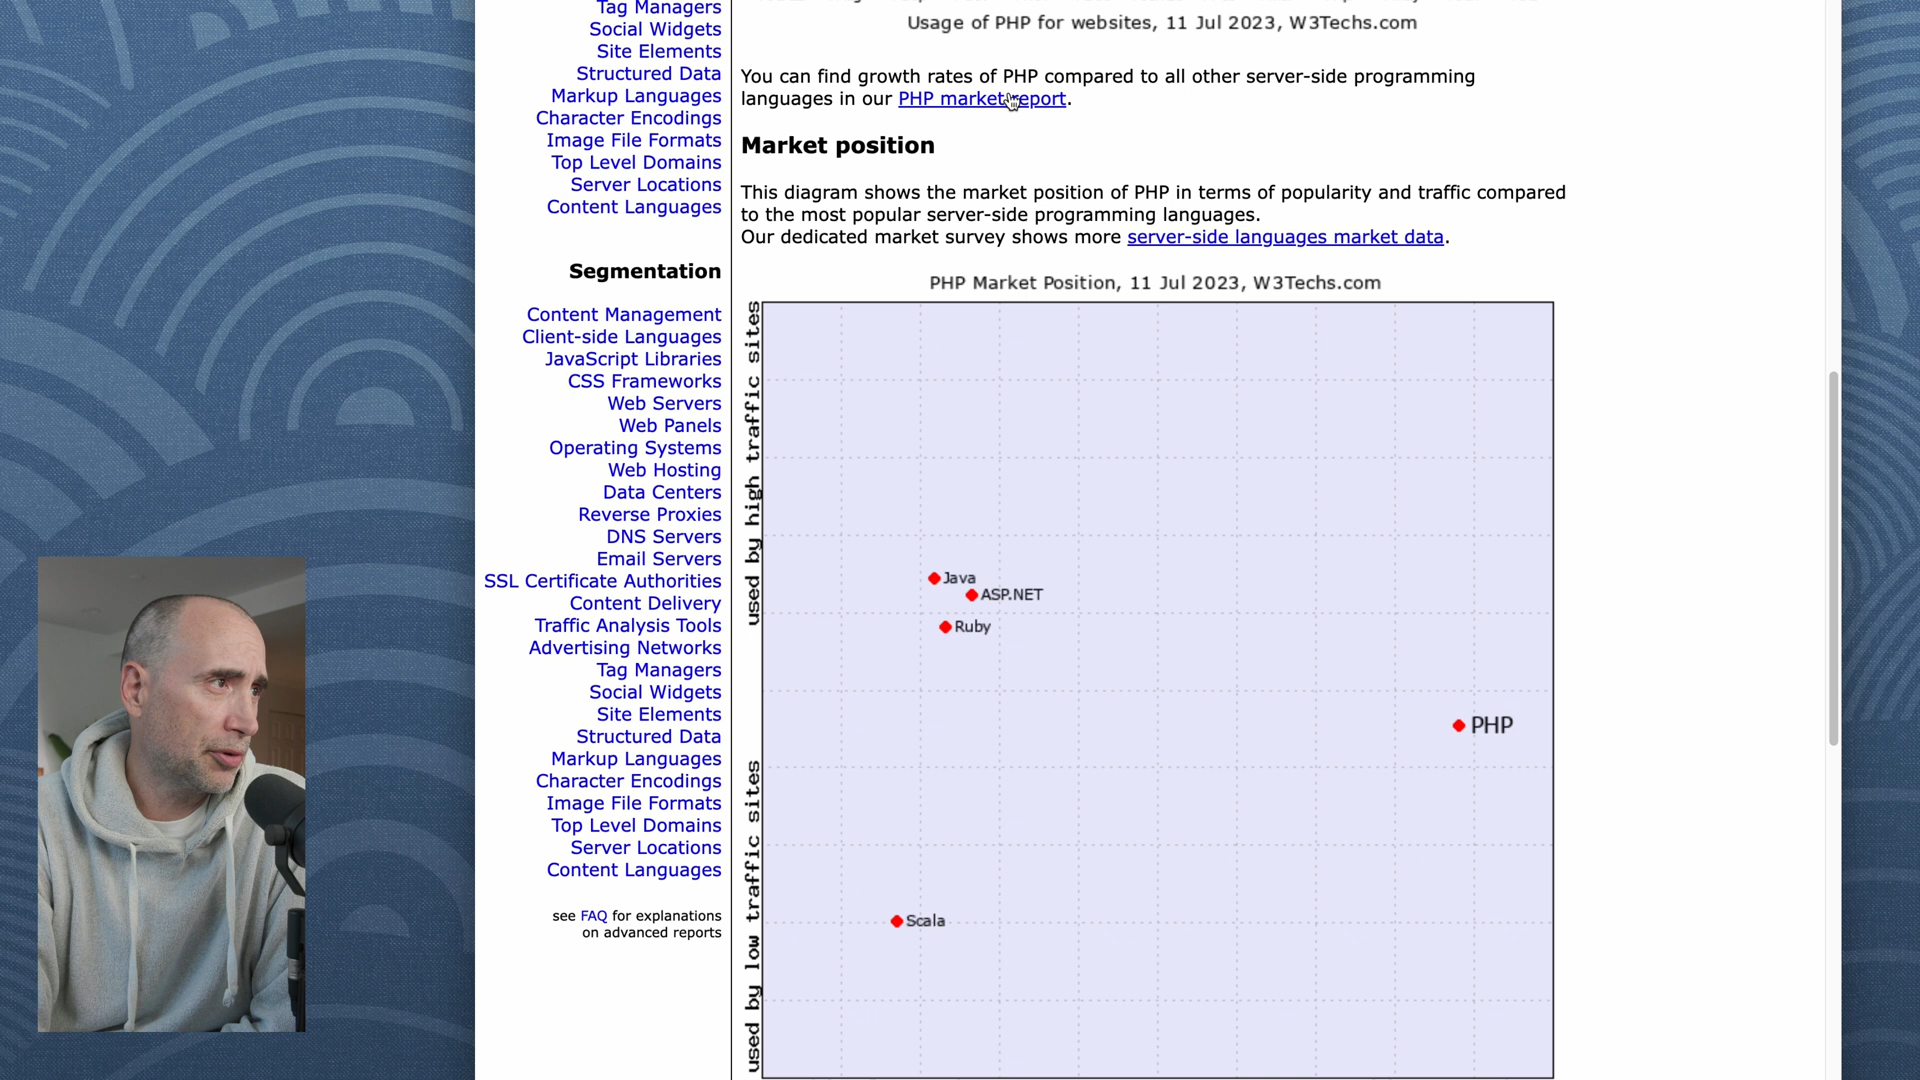 Tag Managers
Social Widgets
Site Elements
Structured Data
Markup Languages
Character Encodings
Image File Formats
Top Level Domains
Server Locations
Content Languages
Segmentation
Content Management
Client-side Languages
JavaScript Libraries
CSS Frameworks
Web Servers
Web Panels
Operating Systems
Web Hosting
Data Centers
Reverse Proxies
DNS Servers
Email Servers
SSL Certificate Authorities
Content Delivery
Traffic Analysis Tools
Advertising Networks
Tag Managers
Social Widgets
Site Elements
Structured Data
Markup Languages
Character Encodings
Image File Formats
Top Level Domains
Server Locations
Content Languages
see FAQ for explanations
on advanced reports
Usage of PHP for websites, 11 Jul 2023, W3Techs.com
You can find growth rates of PHP compared to all other server-side programming
languages in our PHP market report.
Market position
This diagram shows the market position of PHP in terms of popularity and traffic compared
to the most popular server-side programming languages.
Our dedicated market survey shows more server-side languages market data.
PHP Market Position, 11 Jul 2023, W3Techs.com
used by high traffic sites
Java
ASP.NET
Ruby
PHP
used by low traffic sites
Scala